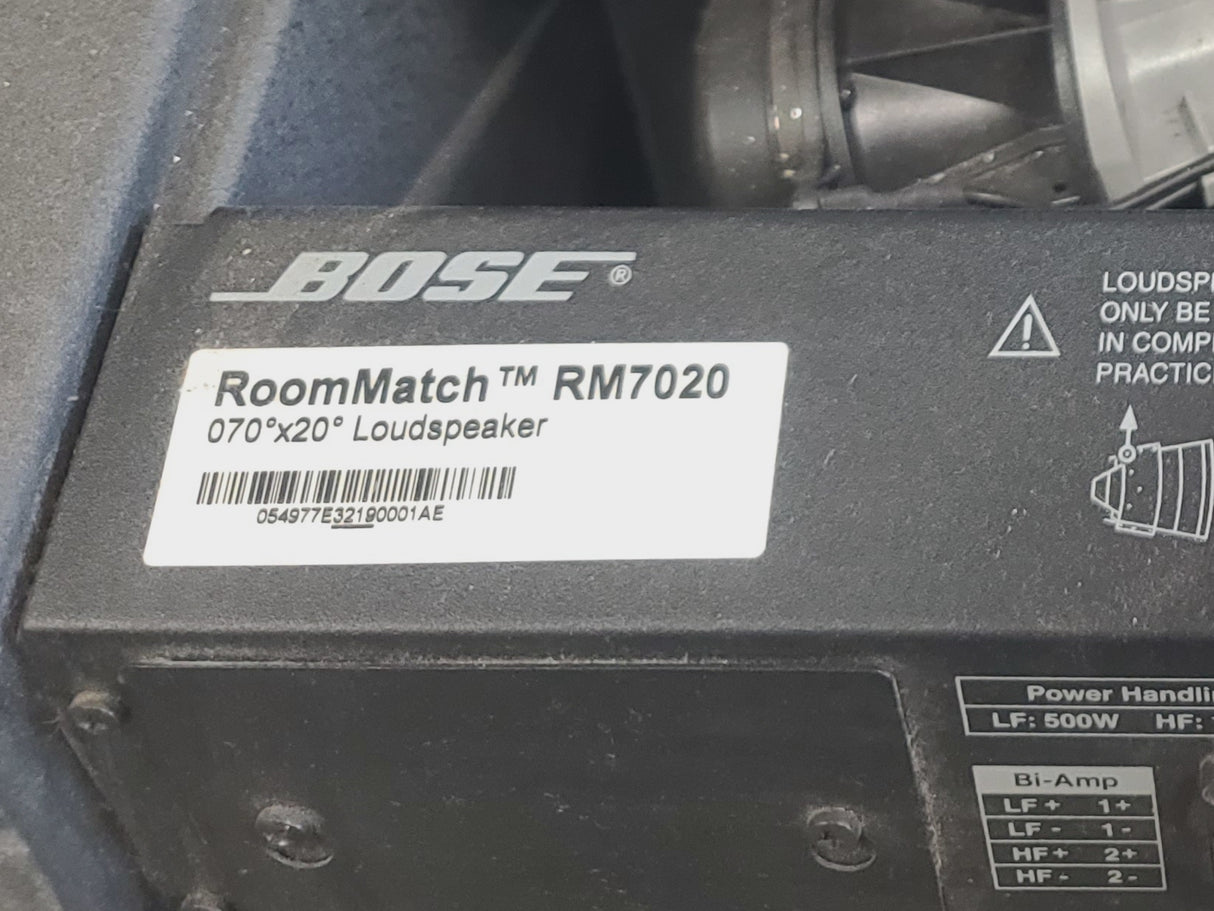 BOSE®
RoomMatch™ RM7020
070°x20° Loudspeaker
054977E32190001AE
LOUDSP
ONLY BE
IN COMP
PRACTIC
Power Handli
LF: 500W HF:
Bi-Amp
LF + 1+
LF - 1-
HF+ 2+
HF - 2-